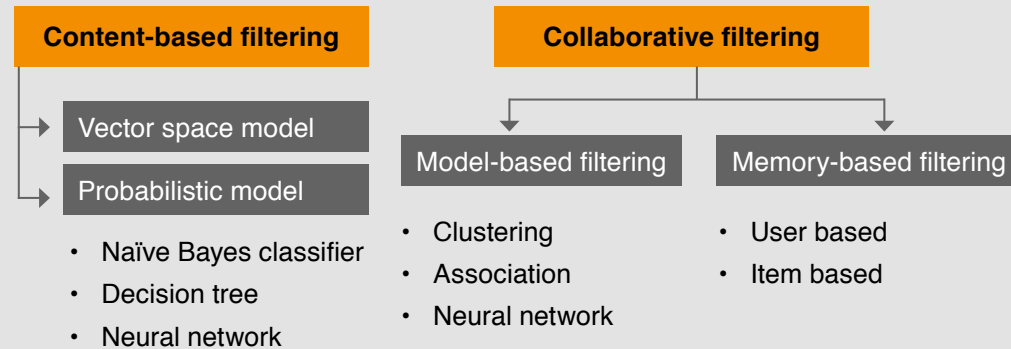 Content-based filtering
Vector space model
Probabilistic model
• Naïve Bayes classifier
• Decision tree
• Neural network
Collaborative filtering
Model-based filtering
• Clustering
• Association
• Neural network
Memory-based filtering
• User based
• Item based